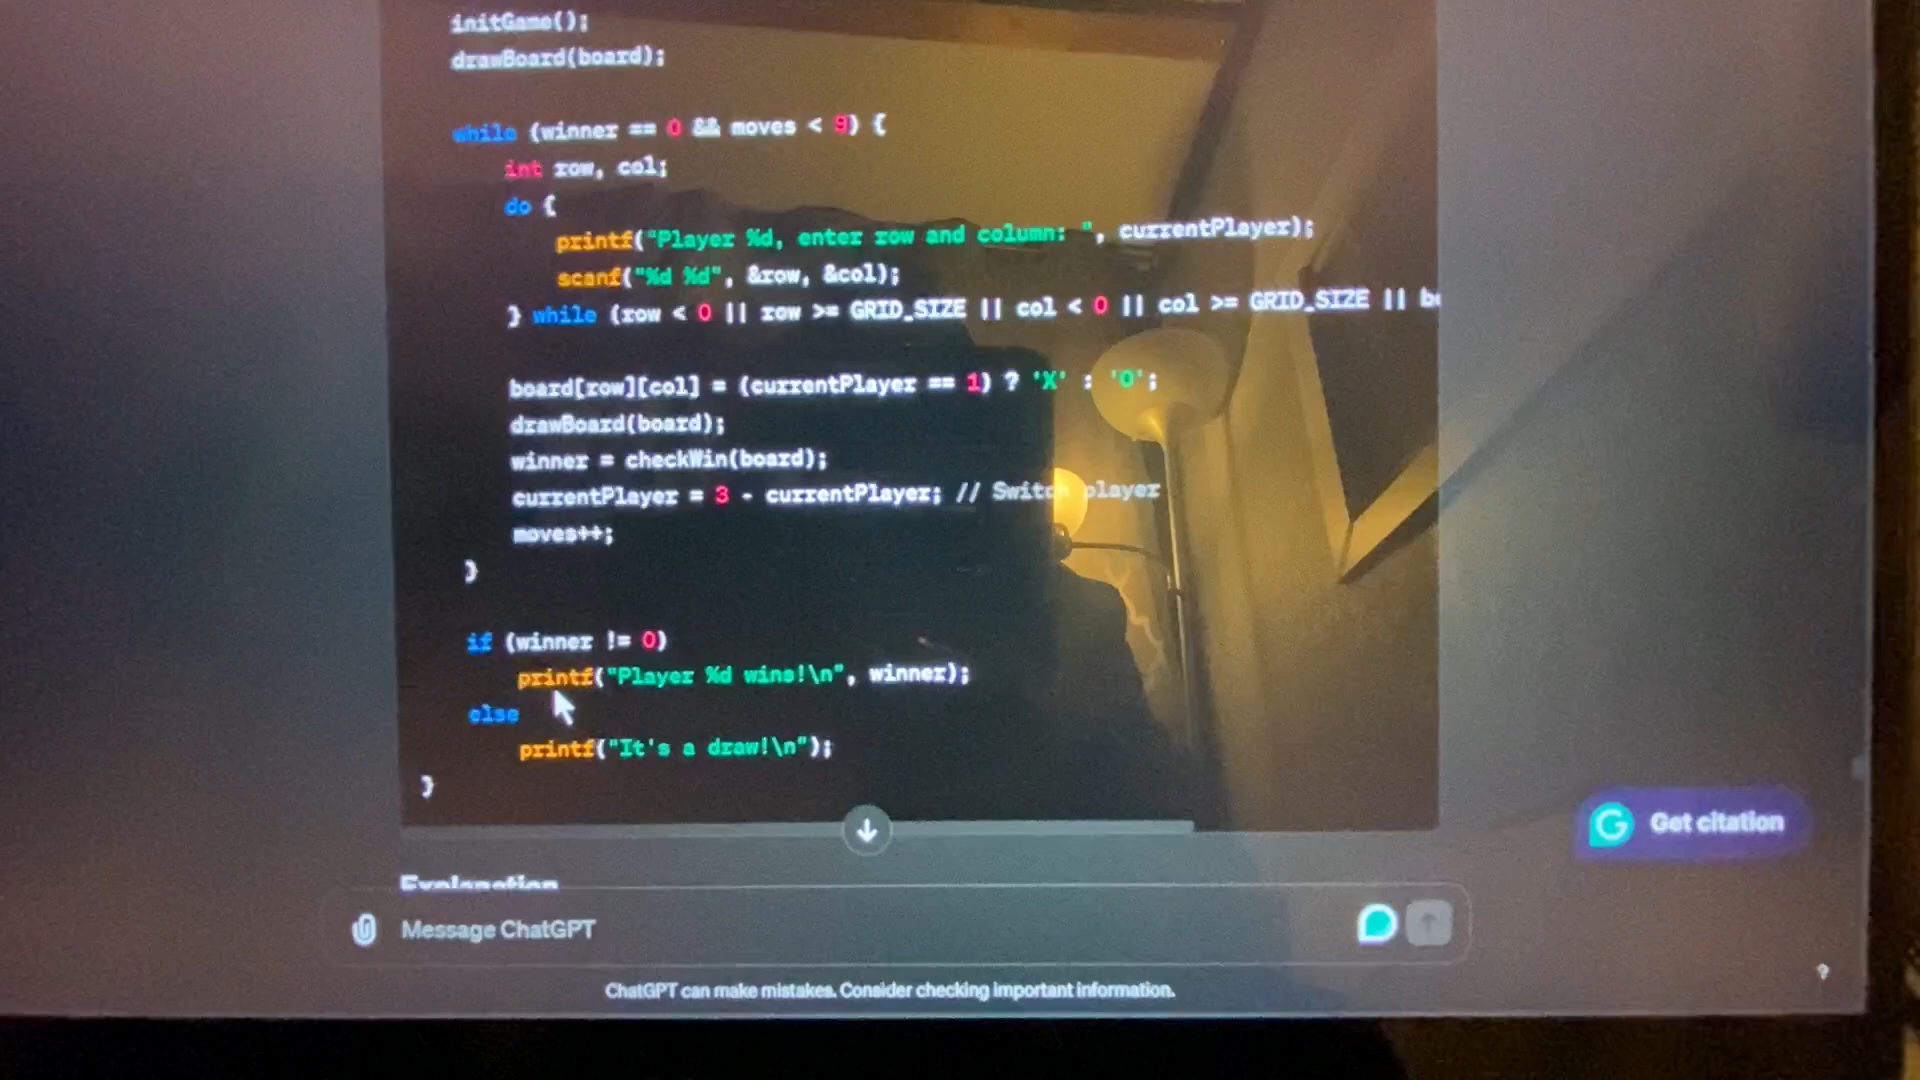 initGame();
drawBoard(board);
while (winner == 0 && moves < 9) {
int row, col;
do {
printf("Player %d, enter row and column: ", currentPlayer);
scanf("%d %d", &row, &col);
} while (row < 0 || row >= GRID_SIZE || col < 0 || col >= GRID_SIZE ||
board[row][col] = (currentPlayer == 1) ? 'X' : 'O';
drawBoard(board);
winner = checkWin(board);
currentPlayer = 3 - currentPlayer; // Switch player
moves++;
}
if (winner != 0)
printf("Player %d wins!\n", winner);
else
printf("It's a draw!\n");
}
Get citation
Explanation
Message ChatGPT
ChatGPT can make mistakes. Consider checking important information.
?